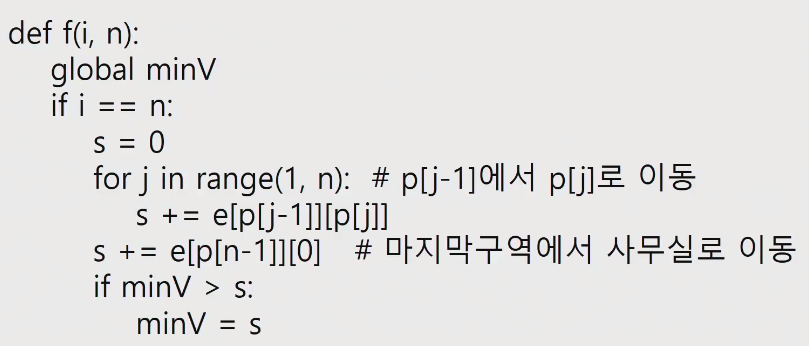 def f(i, n):
    global minV
    if i == n:
        s = 0
        for j in range(1, n):  # p[j-1]에서 p[j]로 이동
            s += e[p[j-1]][p[j]]
        s += e[p[n-1]][0]   # 마지막구역에서 사무실로 이동
        if minV > s:
            minV = s